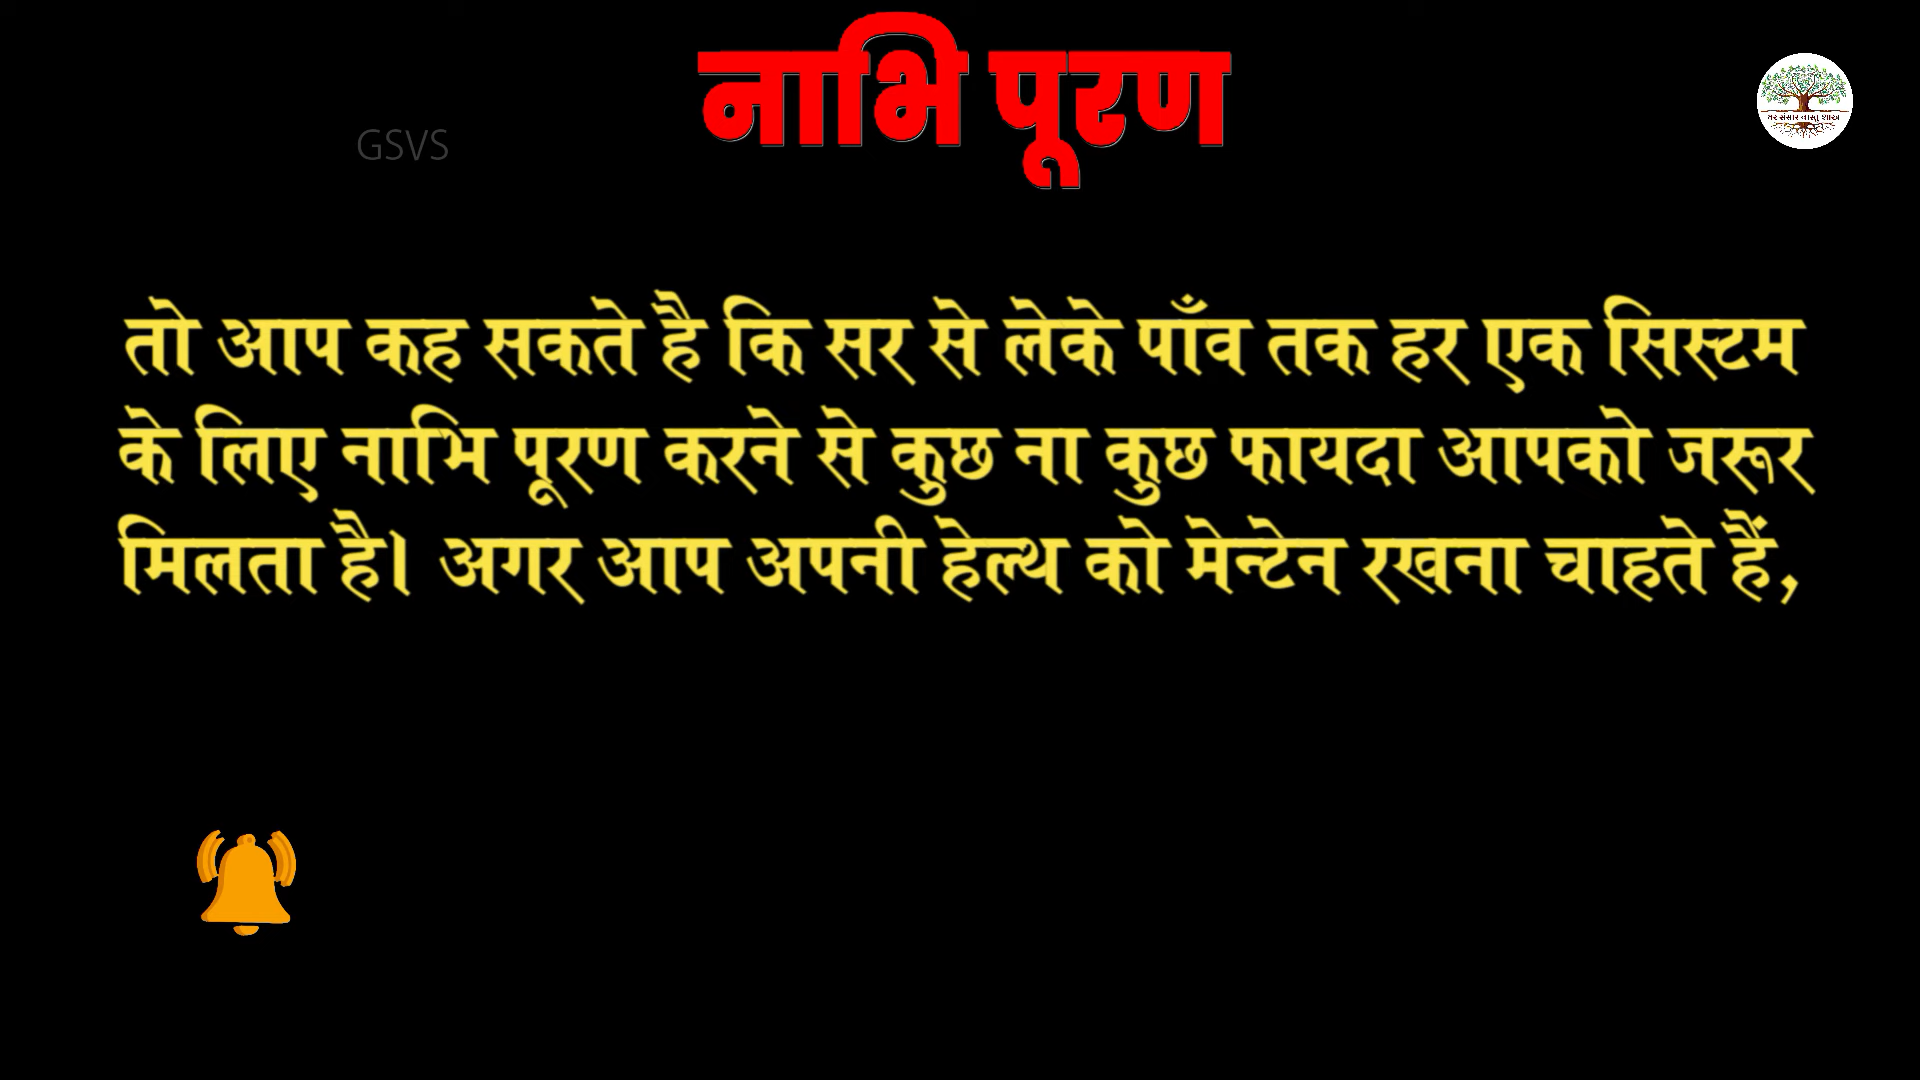 नाभि पूरण
GSVS
ઘર સંસાર વાસ્તુ શાસ્ત્ર
तो आप कह सकते है कि सर से लेके पाँव तक हर एक सिस्टम
के लिए नाभि पूरण करने से कुछ ना कुछ फायदा आपको जरूर
मिलता है। अगर आप अपनी हेल्थ को मेन्टेन रखना चाहते हैं,